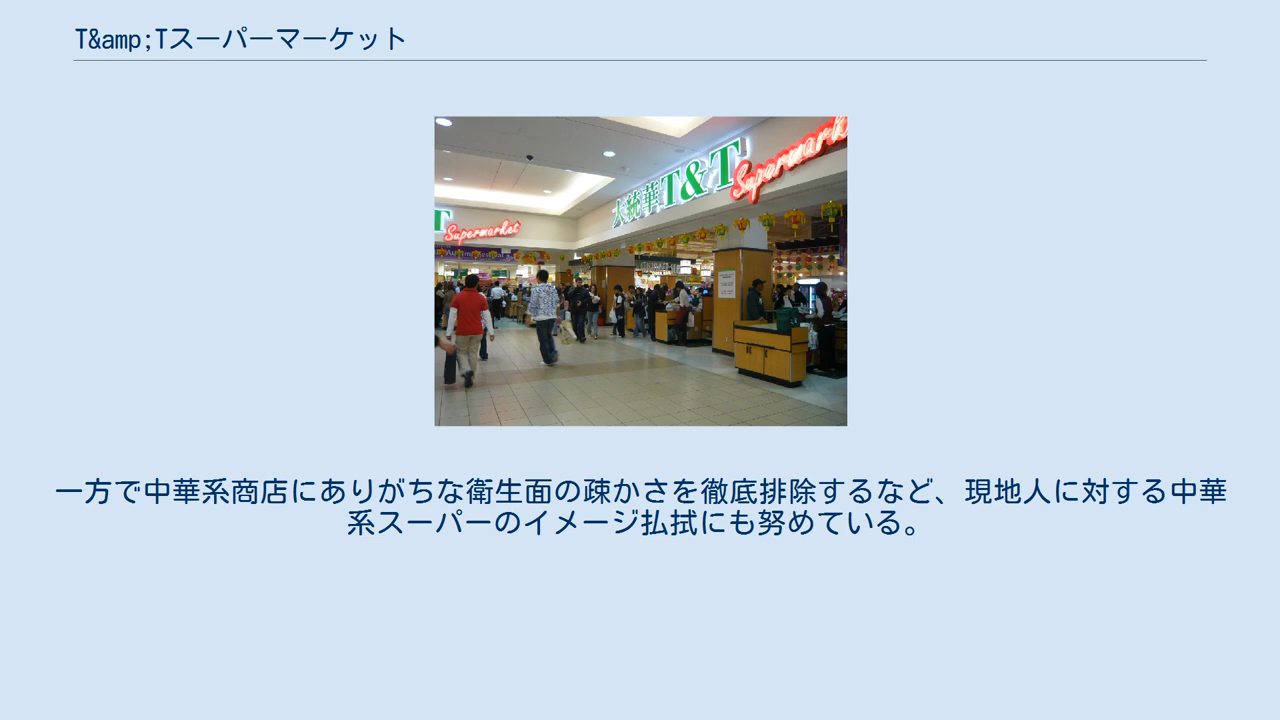 T&amp;Tスーパーマーケット
大統華T&T Supermark
T Supermarket
Autumn Festival
一方で中華系商店にありがちな衛生面の疎かさを徹底排除するなど、現地人に対する中華
系スーパーのイメージ払拭にも努めている。